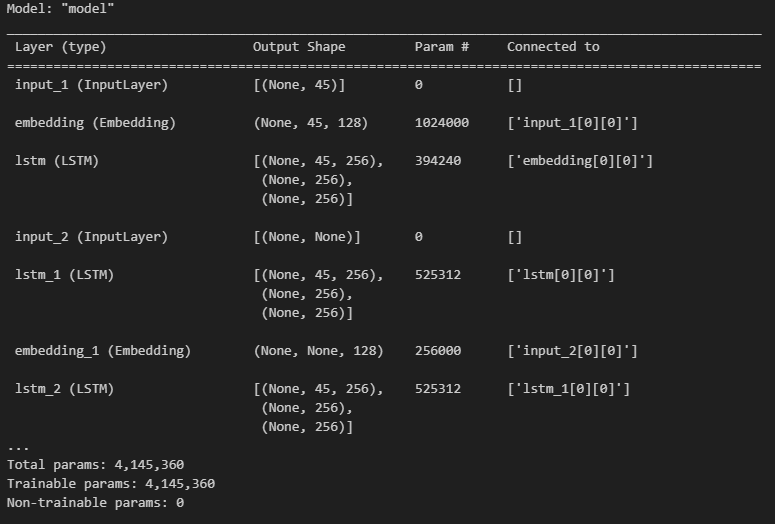 Model: "model"
Layer (type) Output Shape Param # Connected to
input_1 (InputLayer) [(None, 45)] 0 []
embedding (Embedding) (None, 45, 128) 1024000 ['input_1[0][0]']
lstm (LSTM) [(None, 45, 256), 394240 ['embedding[0][0]']
(None, 256),
(None, 256)]
input_2 (InputLayer) [(None, None)] 0 []
lstm_1 (LSTM) [(None, 45, 256), 525312 ['lstm[0][0]']
(None, 256),
(None, 256)]
embedding_1 (Embedding) (None, None, 128) 256000 ['input_2[0][0]']
lstm_2 (LSTM) [(None, 45, 256), 525312 ['lstm_1[0][0]']
(None, 256),
(None, 256)]
...
Total params: 4,145,360
Trainable params: 4,145,360
Non-trainable params: 0